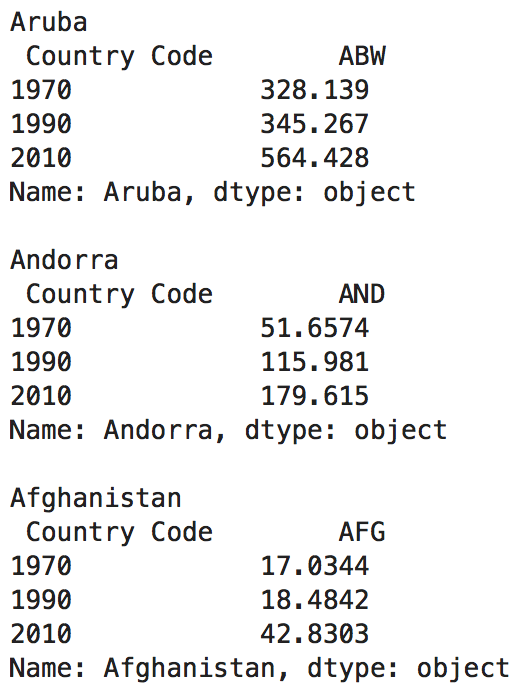 Aruba
 Country Code        ABW
1970            328.139
1990            345.267
2010            564.428
Name: Aruba, dtype: object

Andorra
 Country Code        AND
1970            51.6574
1990            115.981
2010            179.615
Name: Andorra, dtype: object

Afghanistan
 Country Code        AFG
1970            17.0344
1990            18.4842
2010            42.8303
Name: Afghanistan, dtype: object